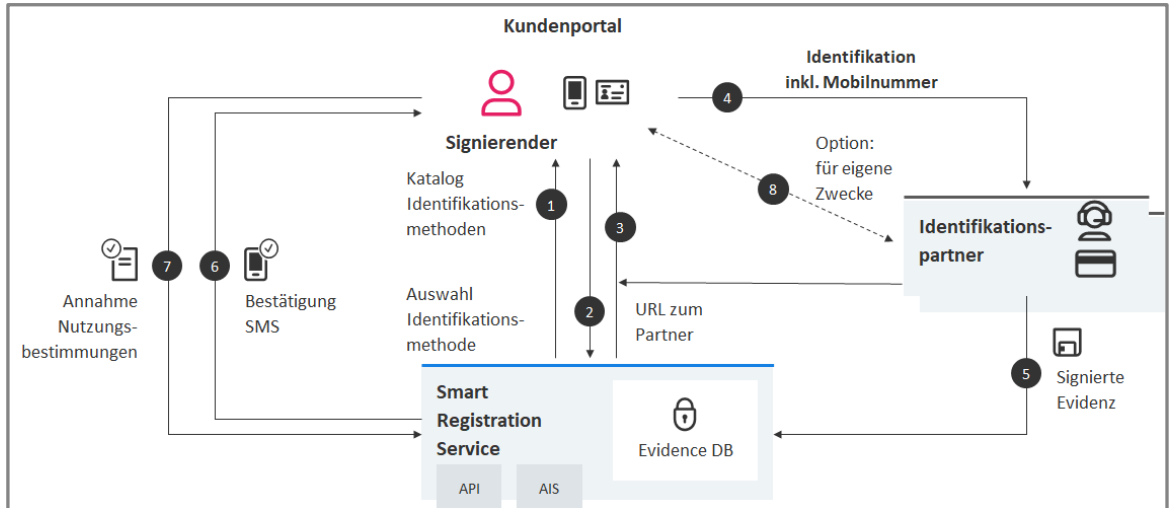 Kundenportal
Identifikation
inkl. Mobilnummer
4
Signierender
Option:
für eigene
Zwecke
8
Katalog
Identifikations-
methoden
1
3
Identifikations-
partner
7
6
Annahme
Nutzungs-
bestimmungen
Bestätigung
SMS
Auswahl
Identifikations-
methode
2
URL zum
Partner
5
Signierte
Evidenz
Smart
Registration
Service
Evidence DB
API
AIS